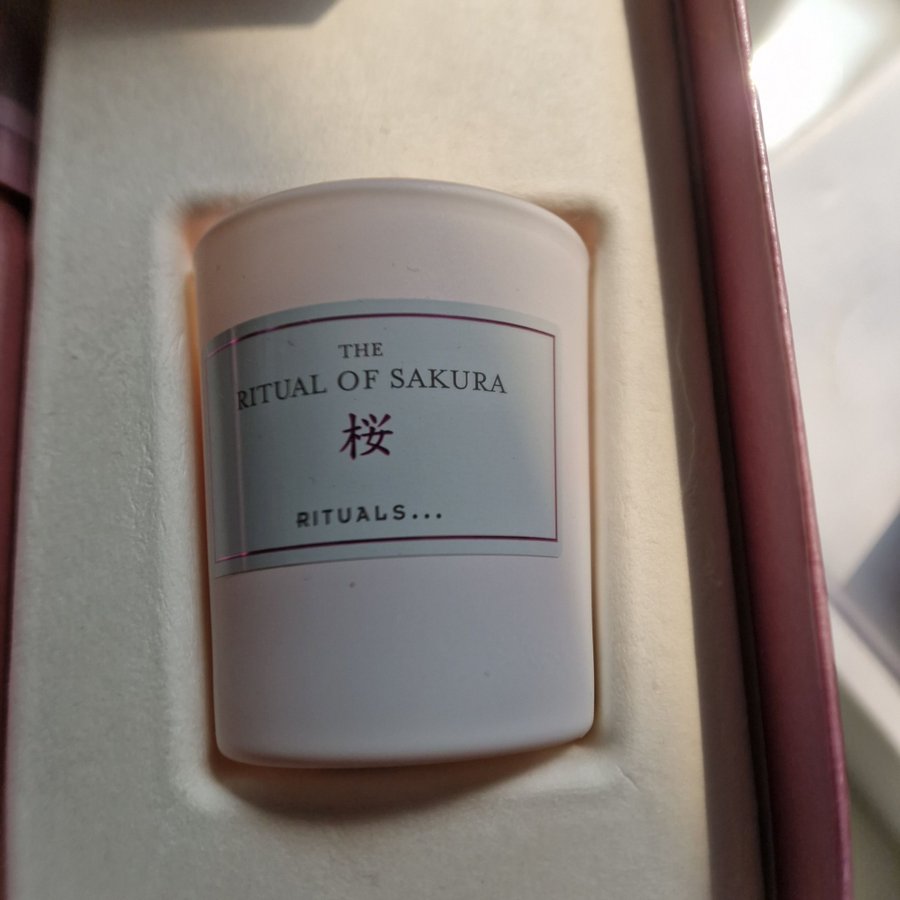 THE
RITUAL OF SAKURA
桜
RITUALS...